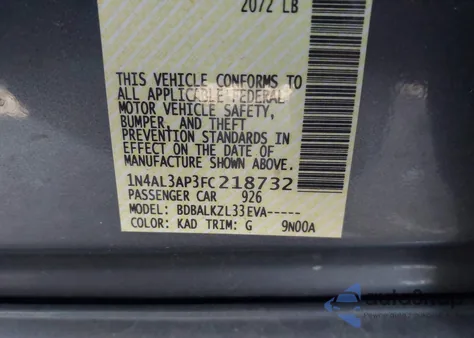 2072 LB
THIS VEHICLE CONFORMS TO
ALL APPLICABLE FEDERAL
MOTOR VEHICLE SAFETY,
BUMPER, AND THEFT
PREVENTION STANDARDS IN
EFFECT ON THE DATE OF
MANUFACTURE SHOWN ABOVE.
1N4AL3AP3FC218732
PASSENGER CAR 926
MODEL: BDBALKZL33EVA-----
COLOR: KAD TRIM: G 9N00A